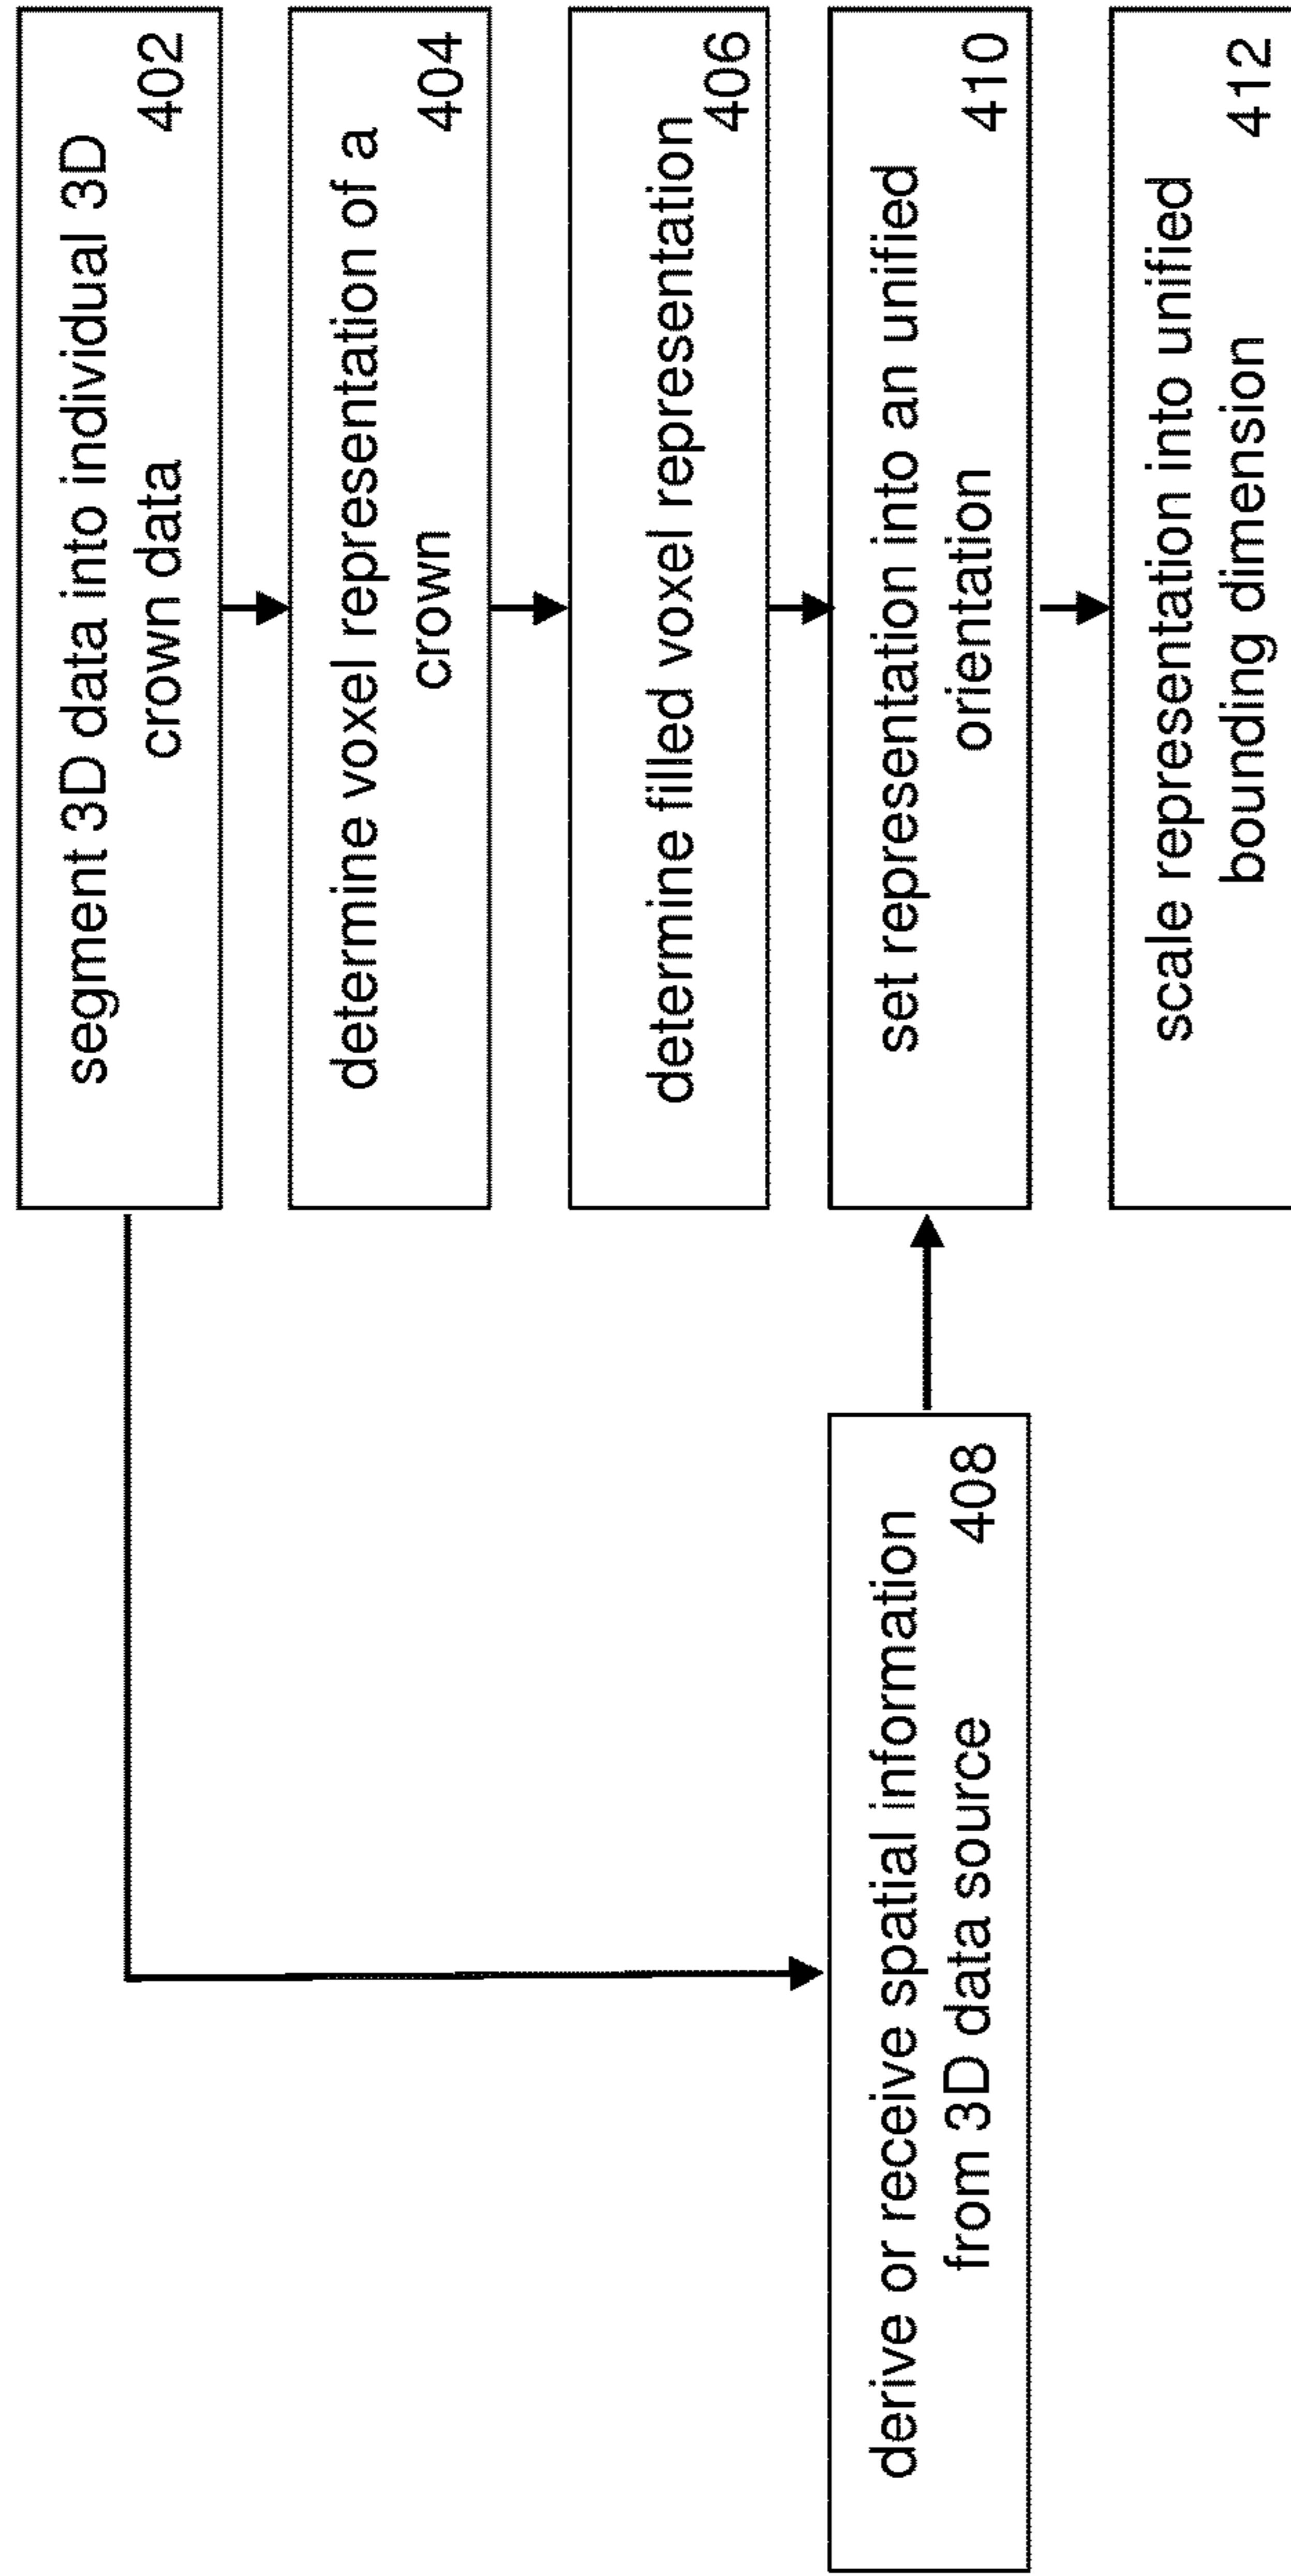 segment 3D data into individual 3D
crown data
402
determine voxel representation of a
crown
404
determine filled voxel representation
406
derive or receive spatial information
from 3D data source
408
set representation into an unified
orientation
410
scale representation into unified
bounding dimension
412